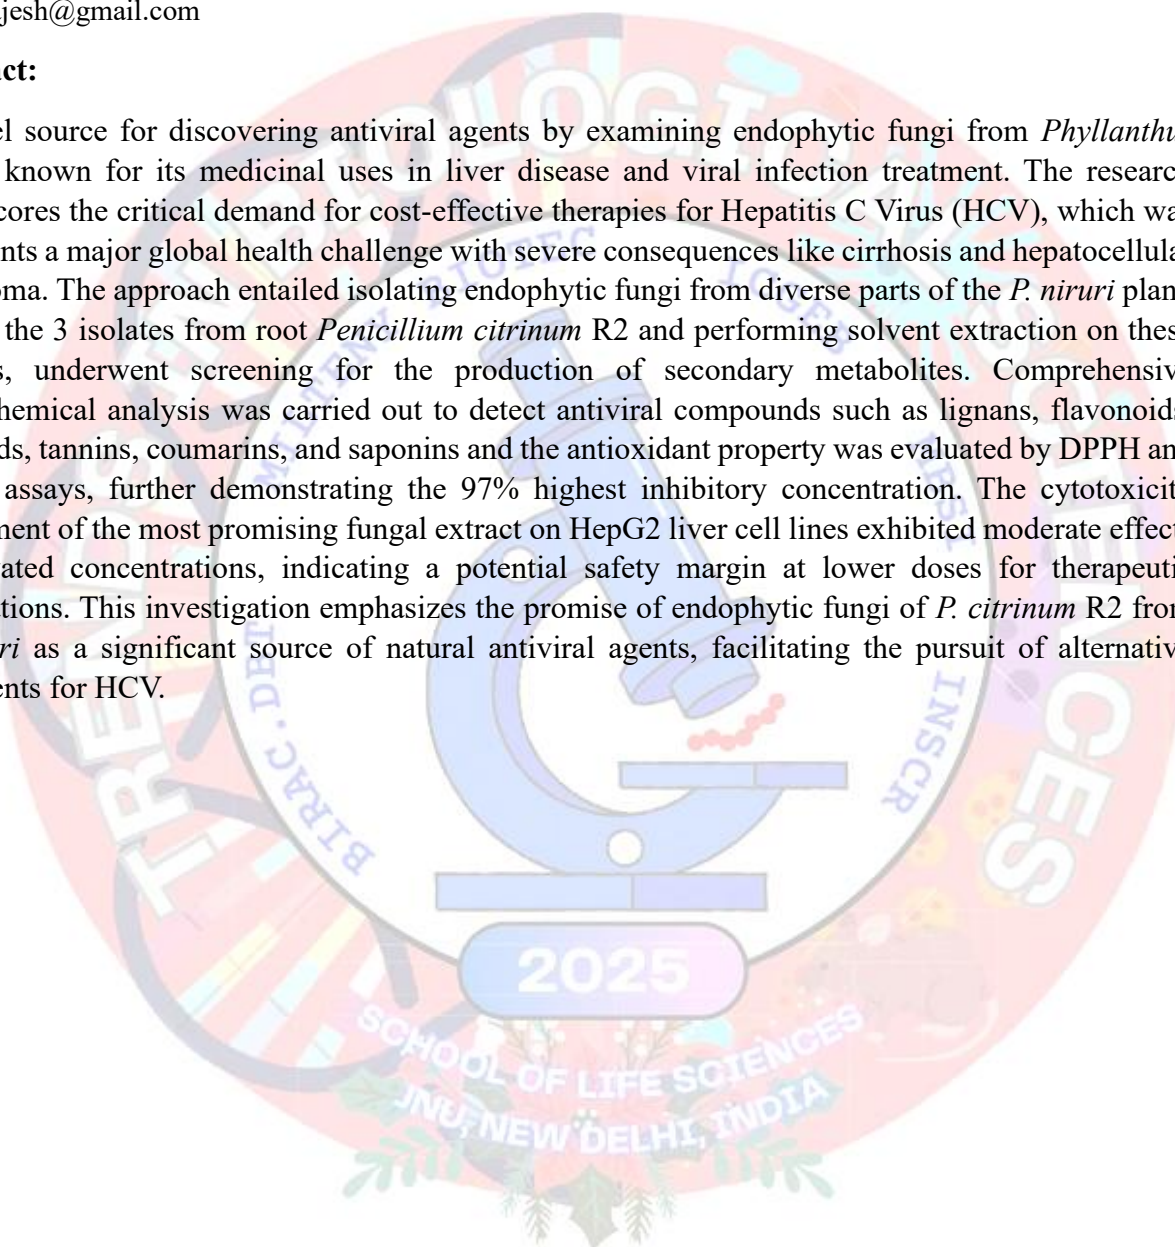 jesh@gmail.com
ct:
el source for discovering antiviral agents by examining endophytic fungi from Phyllanthu
known for its medicinal uses in liver disease and viral infection treatment. The researc
cores the critical demand for cost-effective therapies for Hepatitis C Virus (HCV), which wa
nts a major global health challenge with severe consequences like cirrhosis and hepatocellula
oma. The approach entailed isolating endophytic fungi from diverse parts of the P. niruri plan
the 3 isolates from root Penicillium citrinum R2 and performing solvent extraction on thes
s, underwent screening for the production of secondary metabolites. Comprehensiv
hemical analysis was carried out to detect antiviral compounds such as lignans, flavonoids
ds, tannins, coumarins, and saponins and the antioxidant property was evaluated by DPPH an
assays, further demonstrating the 97% highest inhibitory concentration. The cytotoxicit
ment of the most promising fungal extract on HepG2 liver cell lines exhibited moderate effect
ated concentrations, indicating a potential safety margin at lower doses for therapeuti
tions. This investigation emphasizes the promise of endophytic fungi of P. citrinum R2 from
ri as a significant source of natural antiviral agents, facilitating the pursuit of alternativ
ents for HCV.
TRENDS
SCIENCES
MILTENYI BIOTEC
BIRAC. DBT
INSCR
2025
SCHOOL OF LIFE SCIENCES
JNU, NEW DELHI, INDIA